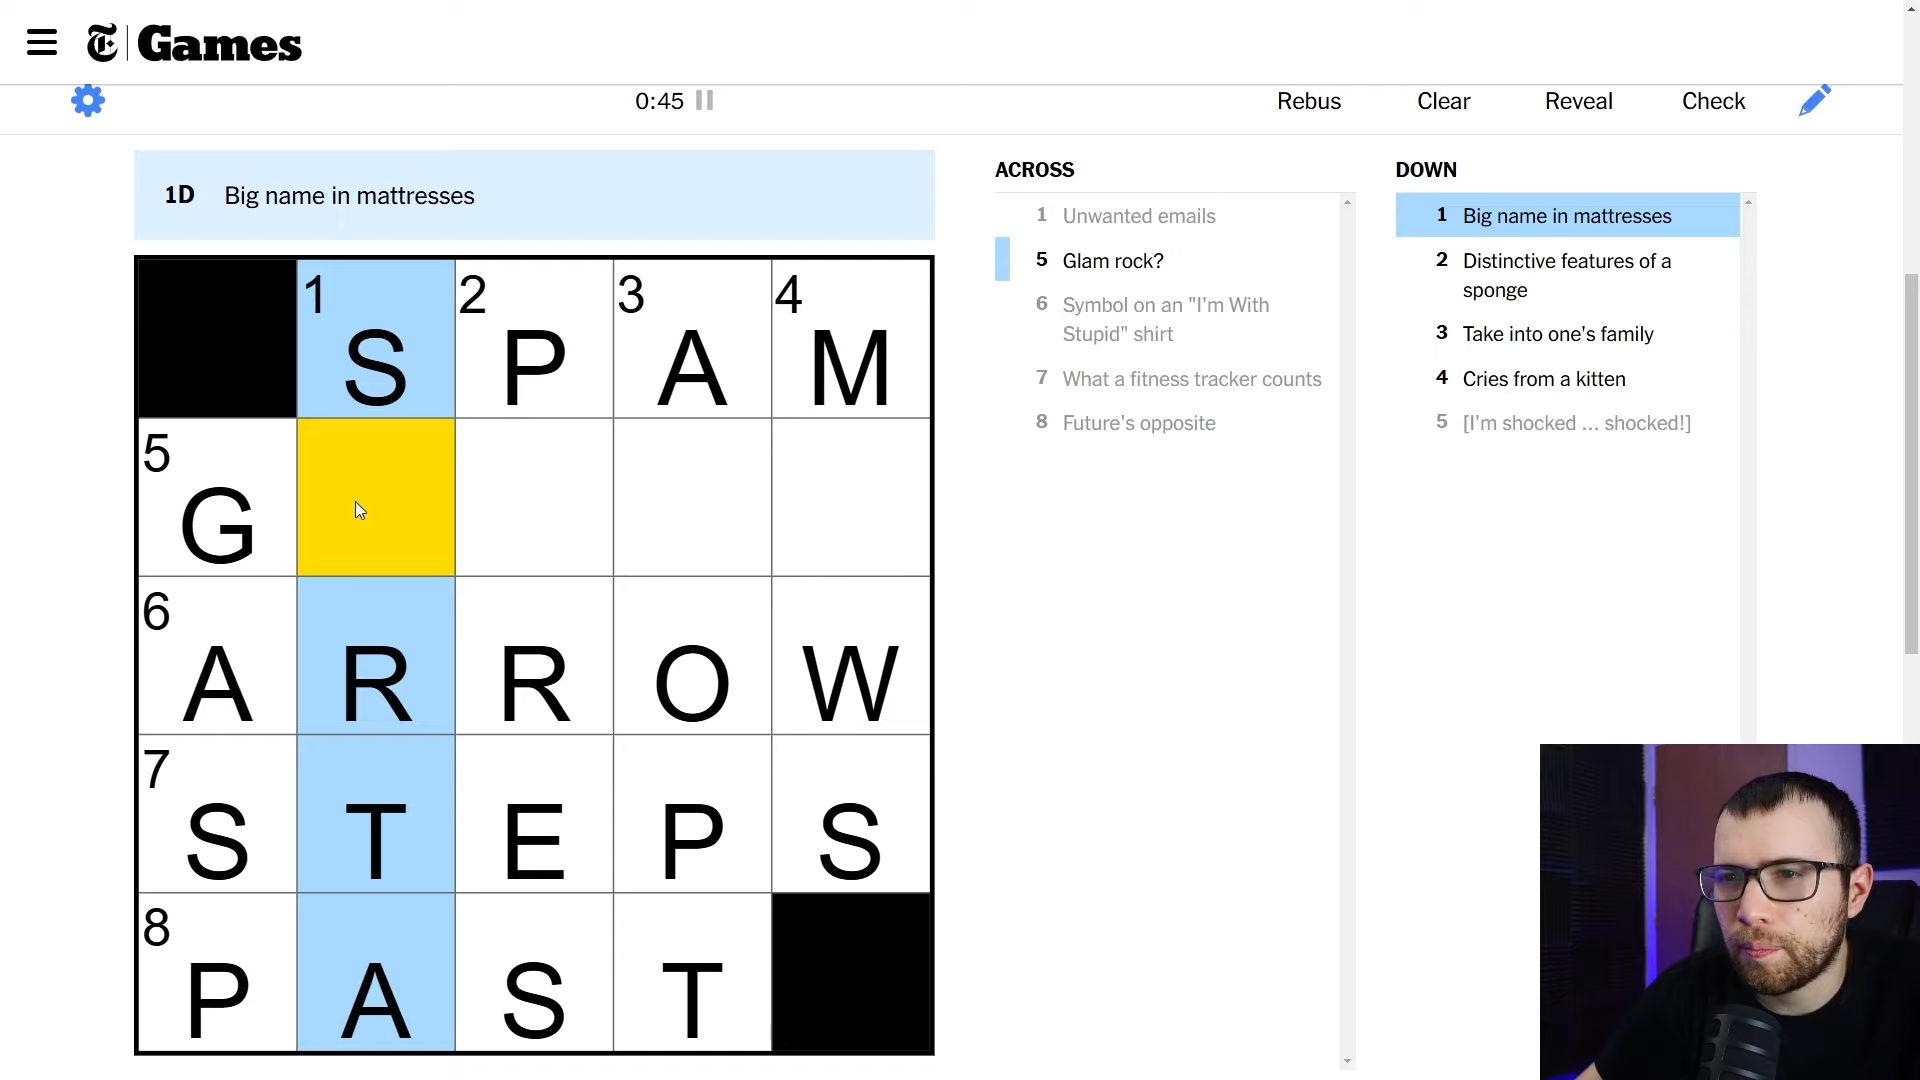 T Games
0:45
Rebus
Clear
Reveal
Check
1D Big name in mattresses
ACROSS
1 Unwanted emails
5 Glam rock?
6 Symbol on an "I'm With
Stupid" shirt
7 What a fitness tracker counts
8 Future's opposite
DOWN
1 Big name in mattresses
2 Distinctive features of a
sponge
3 Take into one's family
4 Cries from a kitten
5 [I'm shocked ... shocked!]
1 2 3 4
S P A M
5
G
6
A R R O W
7
S T E P S
8
P A S T